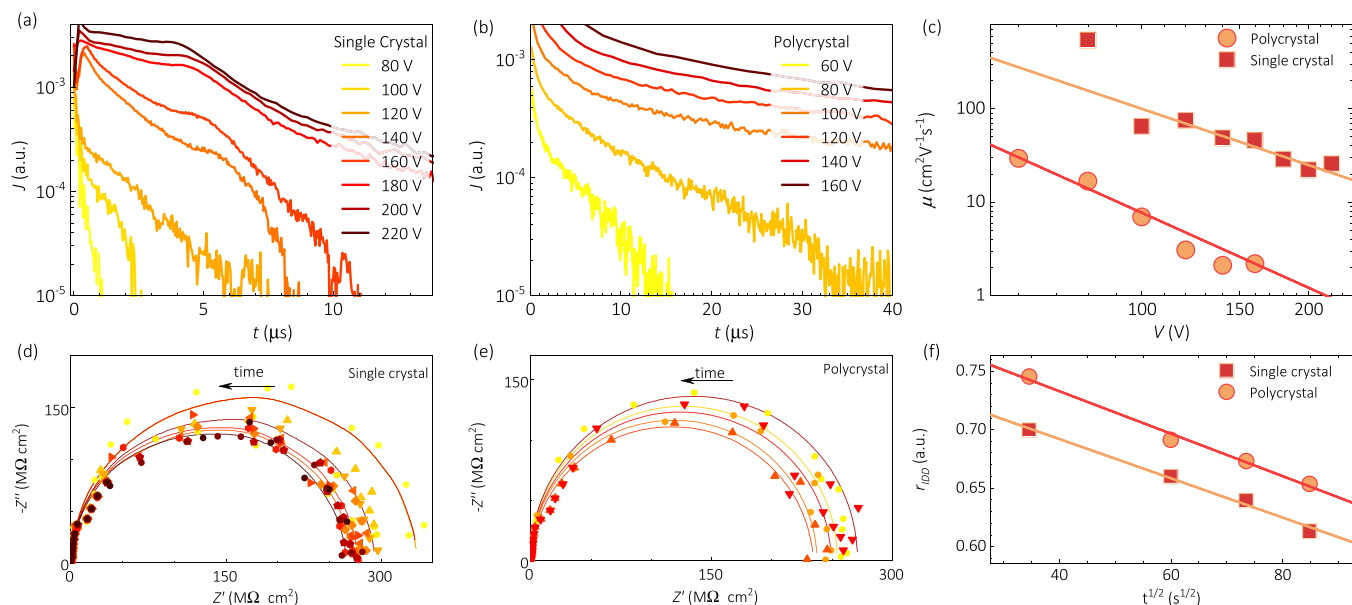 (a)
Single Crystal
80 V
100 V
120 V
140 V
160 V
180 V
200 V
220 V
10⁻³
10⁻⁴
10⁻⁵
J (a.u.)
0
5
10
t (μs)
(b)
Polycrystal
60 V
80 V
100 V
120 V
140 V
160 V
10⁻³
10⁻⁴
10⁻⁵
J (a.u.)
0
10
20
30
40
t (μs)
(c)
Polycrystal
Single crystal
100
10
1
μ (cm²V⁻¹s⁻¹)
100
150
200
V (V)
(d)
time
Single crystal
150
0
-Z'' (MΩ cm²)
0
150
300
Z' (MΩ cm²)
(e)
time
Polycrystal
150
0
-Z'' (MΩ cm²)
0
150
300
Z' (MΩ cm²)
(f)
Single crystal
Polycrystal
0.75
0.70
0.65
0.60
r_IDD (a.u.)
40
60
80
100
t¹ᐟ² (s¹ᐟ²)